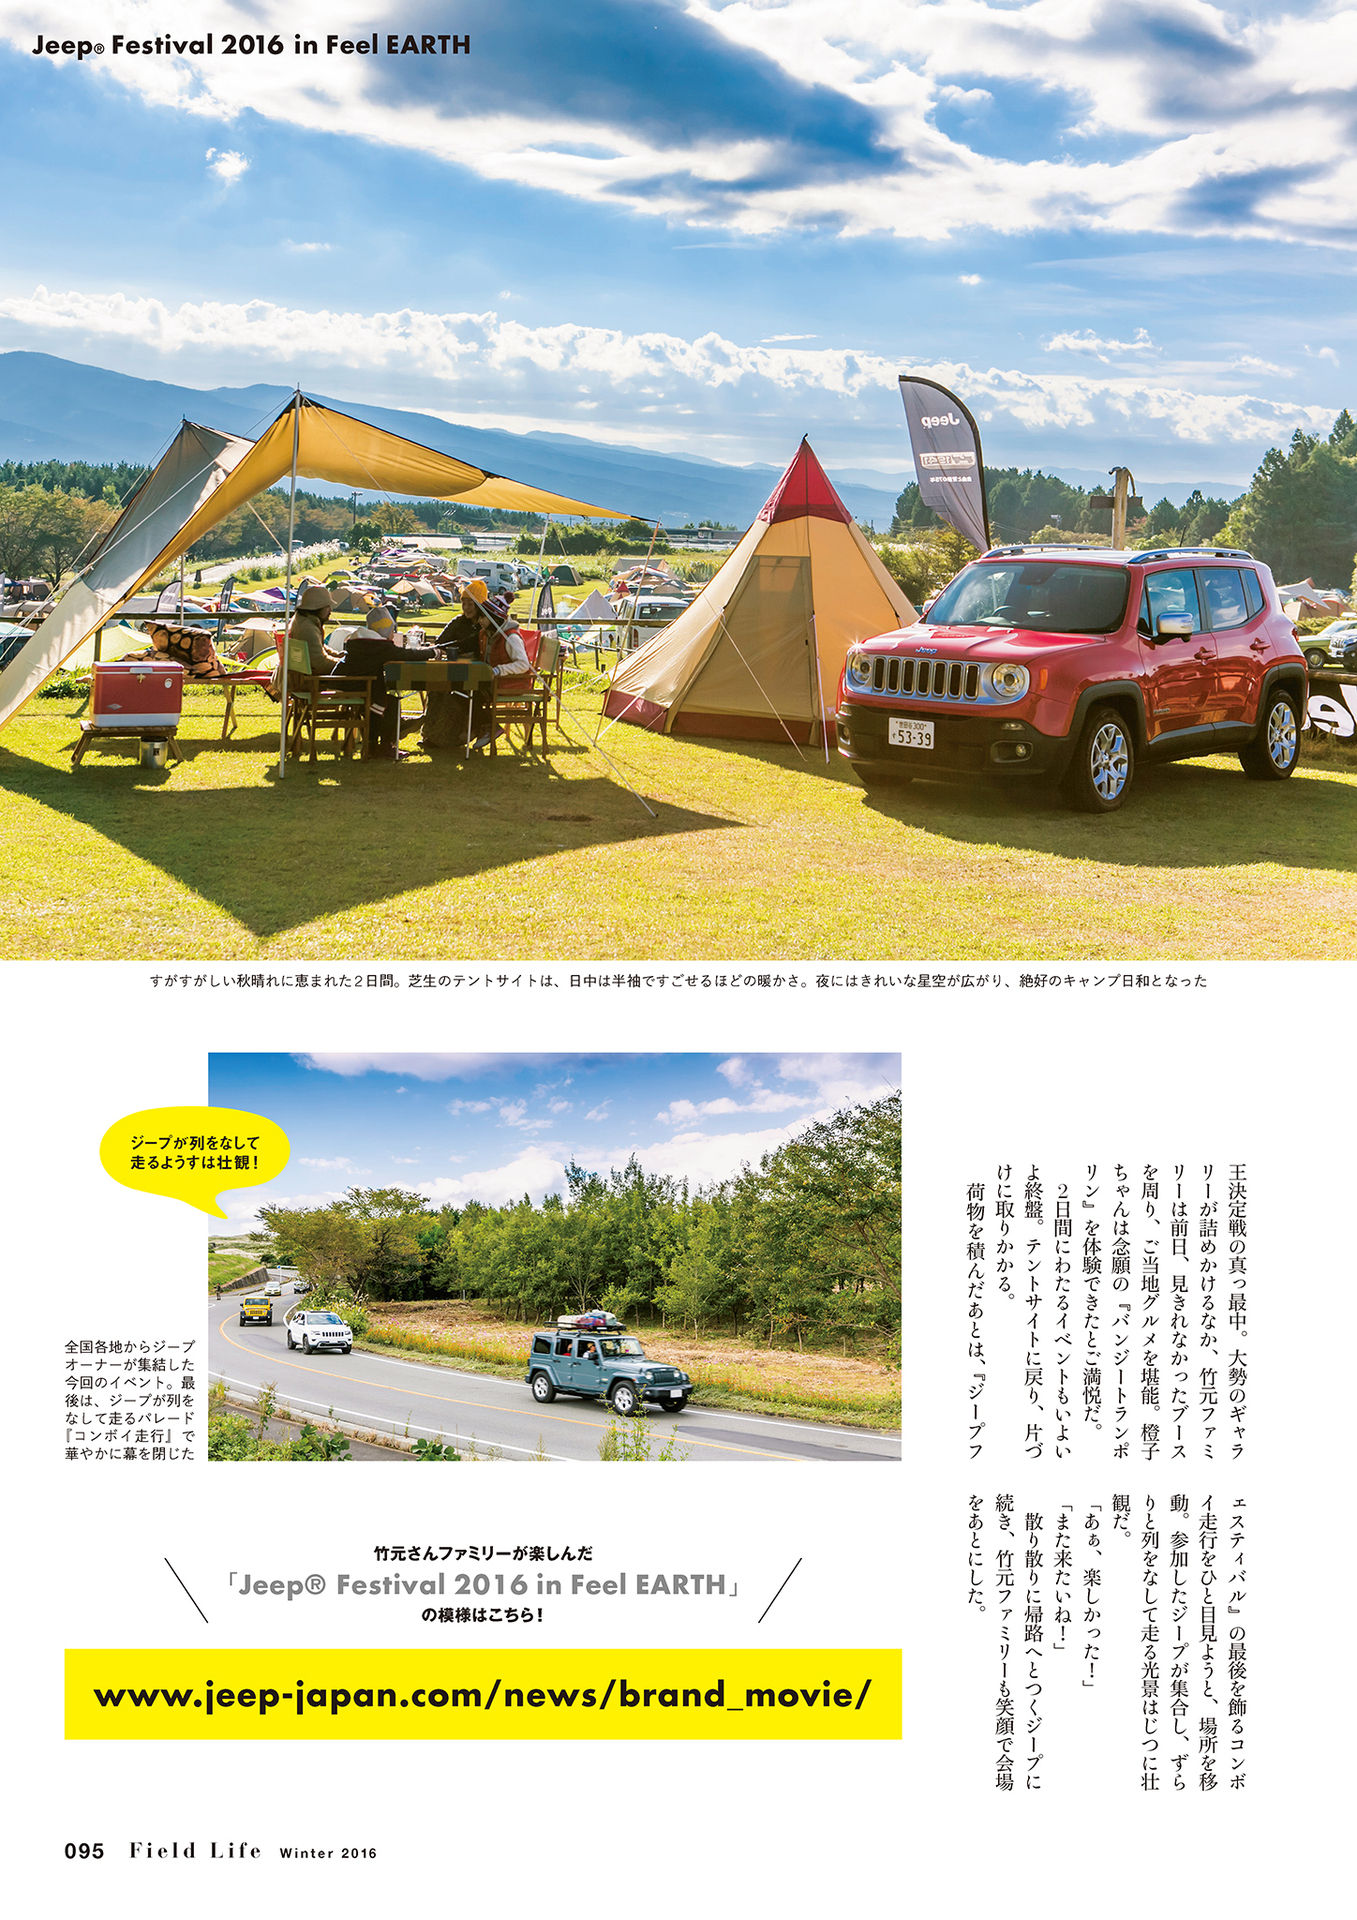 Jeep® Festival 2016 in Feel EARTH
Jeep
Jeep
世田谷 300
す 53-39
すがすがしい秋晴れに恵まれた2日間。芝生のテントサイトは、日中は半袖ですごせるほどの暖かさ。夜にはきれいな星空が広がり、絶好のキャンプ日和となった
ジープが列をなして
走るようすは壮観！
全国各地からジープ
オーナーが集結した
今回のイベント。最
後は、ジープが列を
なして走るパレード
『コンボイ走行』で
華やかに幕を閉じた
王決定戦の真っ最中。大勢のギャラ
リーが詰めかけるなか、竹元ファミ
リーは前日、見きれなかったブース
を周り、ご当地グルメを堪能。橙子
ちゃんは念願の『バンジートランポ
リン』を体験できたとご満悦だ。
2日間にわたるイベントもいよい
よ終盤。テントサイトに戻り、片づ
けに取りかかる。
荷物を積んだあとは、『ジープフ
ェスティバル』の最後を飾るコンボ
イ走行をひと目見ようと、場所を移
動。参加したジープが集合し、ずら
りと列をなして走る光景はじつに壮
観だ。
「あぁ、楽しかった！」
「また来たいね！」
散り散りに帰路へとつくジープに
続き、竹元ファミリーも笑顔で会場
をあとにした。
竹元さんファミリーが楽しんだ
「Jeep® Festival 2016 in Feel EARTH」
の模様はこちら！
www.jeep-japan.com/news/brand_movie/
095 Field Life Winter 2016